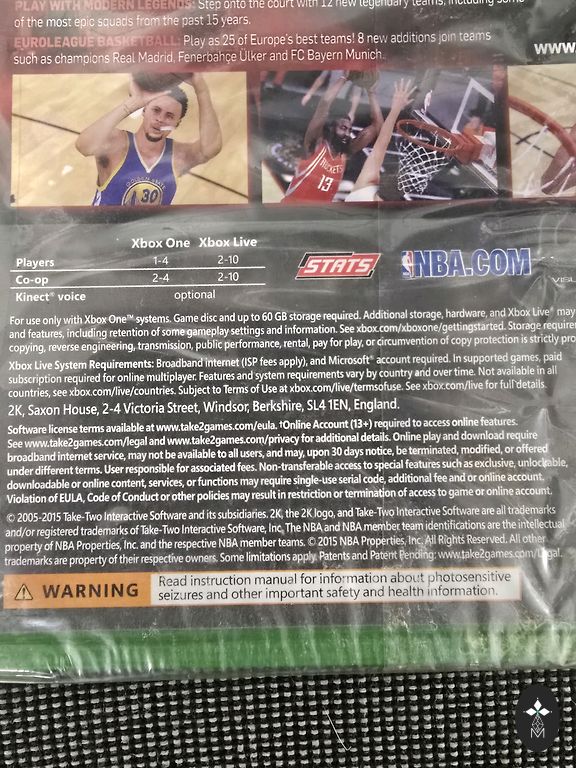 PLAY WITH MODERN LEGENDS: Step onto the court with 12 new legendary teams, including some
of the most epic squads from the past 15 years.
EUROLEAGUE BASKETBALL: Play as 25 of Europe's best teams! 8 new additions join teams
such as champions Real Madrid, Fenerbahçe Ülker and FC Bayern Munich.
www.
GOLDEN STATE
30
ROCKETS
13
Xbox One Xbox Live
Players 1-4 2-10
Co-op 2-4 2-10
Kinect® voice optional
STATS
NBA.COM
For use only with Xbox One™ systems. Game disc and up to 60 GB storage required. Additional storage, hardware, and Xbox Live® may
and features, including retention of some gameplay settings and information. See xbox.com/xboxone/gettingstarted. Storage
copying, reverse engineering, transmission, public performance, rental, pay for play, or circumvention of copy protection is strictly
Xbox Live System Requirements: Broadband internet (ISP fees apply), and Microsoft® account required. In supported games, paid
subscription required for online multiplayer. Features and system requirements vary by country and over time. Not available in all
countries, see xbox.com/live/countries. Subject to Terms of Use at xbox.com/live/termsofuse. See xbox.com/live for full details.
2K, Saxon House, 2-4 Victoria Street, Windsor, Berkshire, SL4 1EN, England.
Software license terms available at www.take2games.com/eula. †Online Account (13+) required to access online features.
See www.take2games.com/legal and www.take2games.com/privacy for additional details. Online play and download require
broadband internet service, may not be available to all users, and may, upon 30 days notice, be terminated, modified, or offered
under different terms. User responsible for associated fees. Non-transferable access to special features such as exclusive, unlockable,
downloadable or online content, services, or functions may require single-use serial code, additional fee and or online account.
Violation of EULA, Code of Conduct or other policies may result in restriction or termination of access to game or online account.
© 2005-2015 Take-Two Interactive Software and its subsidiaries. 2K, the 2K logo, and Take-Two Interactive Software are all trademarks
and/or registered trademarks of Take-Two Interactive Software, Inc. The NBA and NBA member team identifications are the intellectual
property of NBA Properties, Inc. and the respective NBA member teams. © 2015 NBA Properties, Inc. All Rights Reserved. All other
trademarks are property of their respective owners. Some limitations apply. Patents and Patent Pending: www.take2games.com/Legal.
WARNING
Read instruction manual for information about photosensitive
seizures and other important safety and health information.